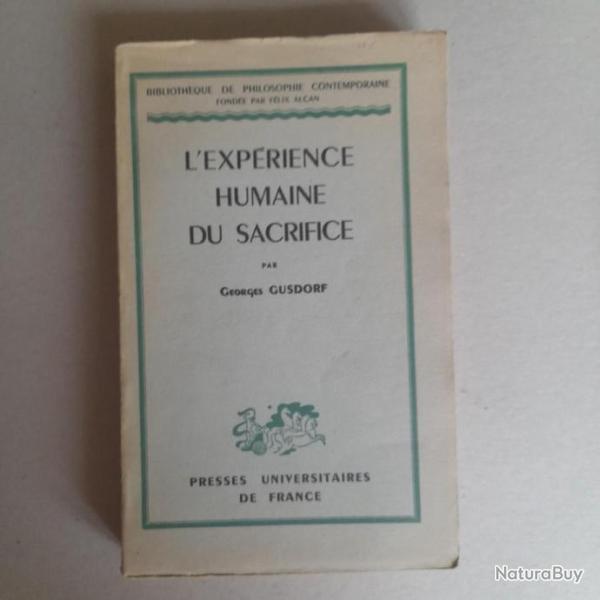 BIBLIOTHÈQUE DE PHILOSOPHIE CONTEMPORAINE
FONDÉE PAR FÉLIX ALCAN
L'EXPÉRIENCE
HUMAINE
DU SACRIFICE
PAR
Georges GUSDORF
PRESSES UNIVERSITAIRES
DE FRANCE
NaturaBuy